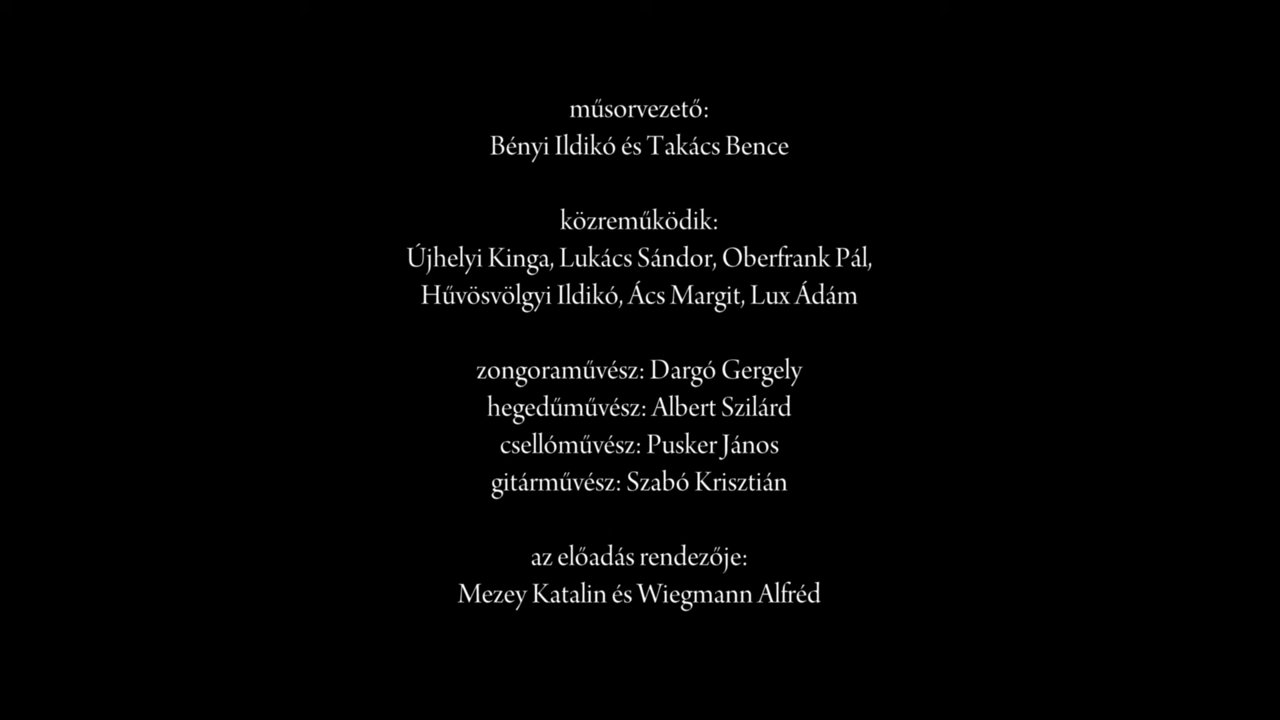 műsorvezető:
Bényi Ildikó és Takács Bence
közreműködik:
Újhelyi Kinga, Lukács Sándor, Oberfrank Pál,
Hűvösvölgyi Ildikó, Ács Margit, Lux Ádám
zongoraművész: Dargó Gergely
hegedűművész: Albert Szilárd
csellóművész: Pusker János
gitárművész: Szabó Krisztián
az előadás rendezője:
Mezey Katalin és Wiegmann Alfréd